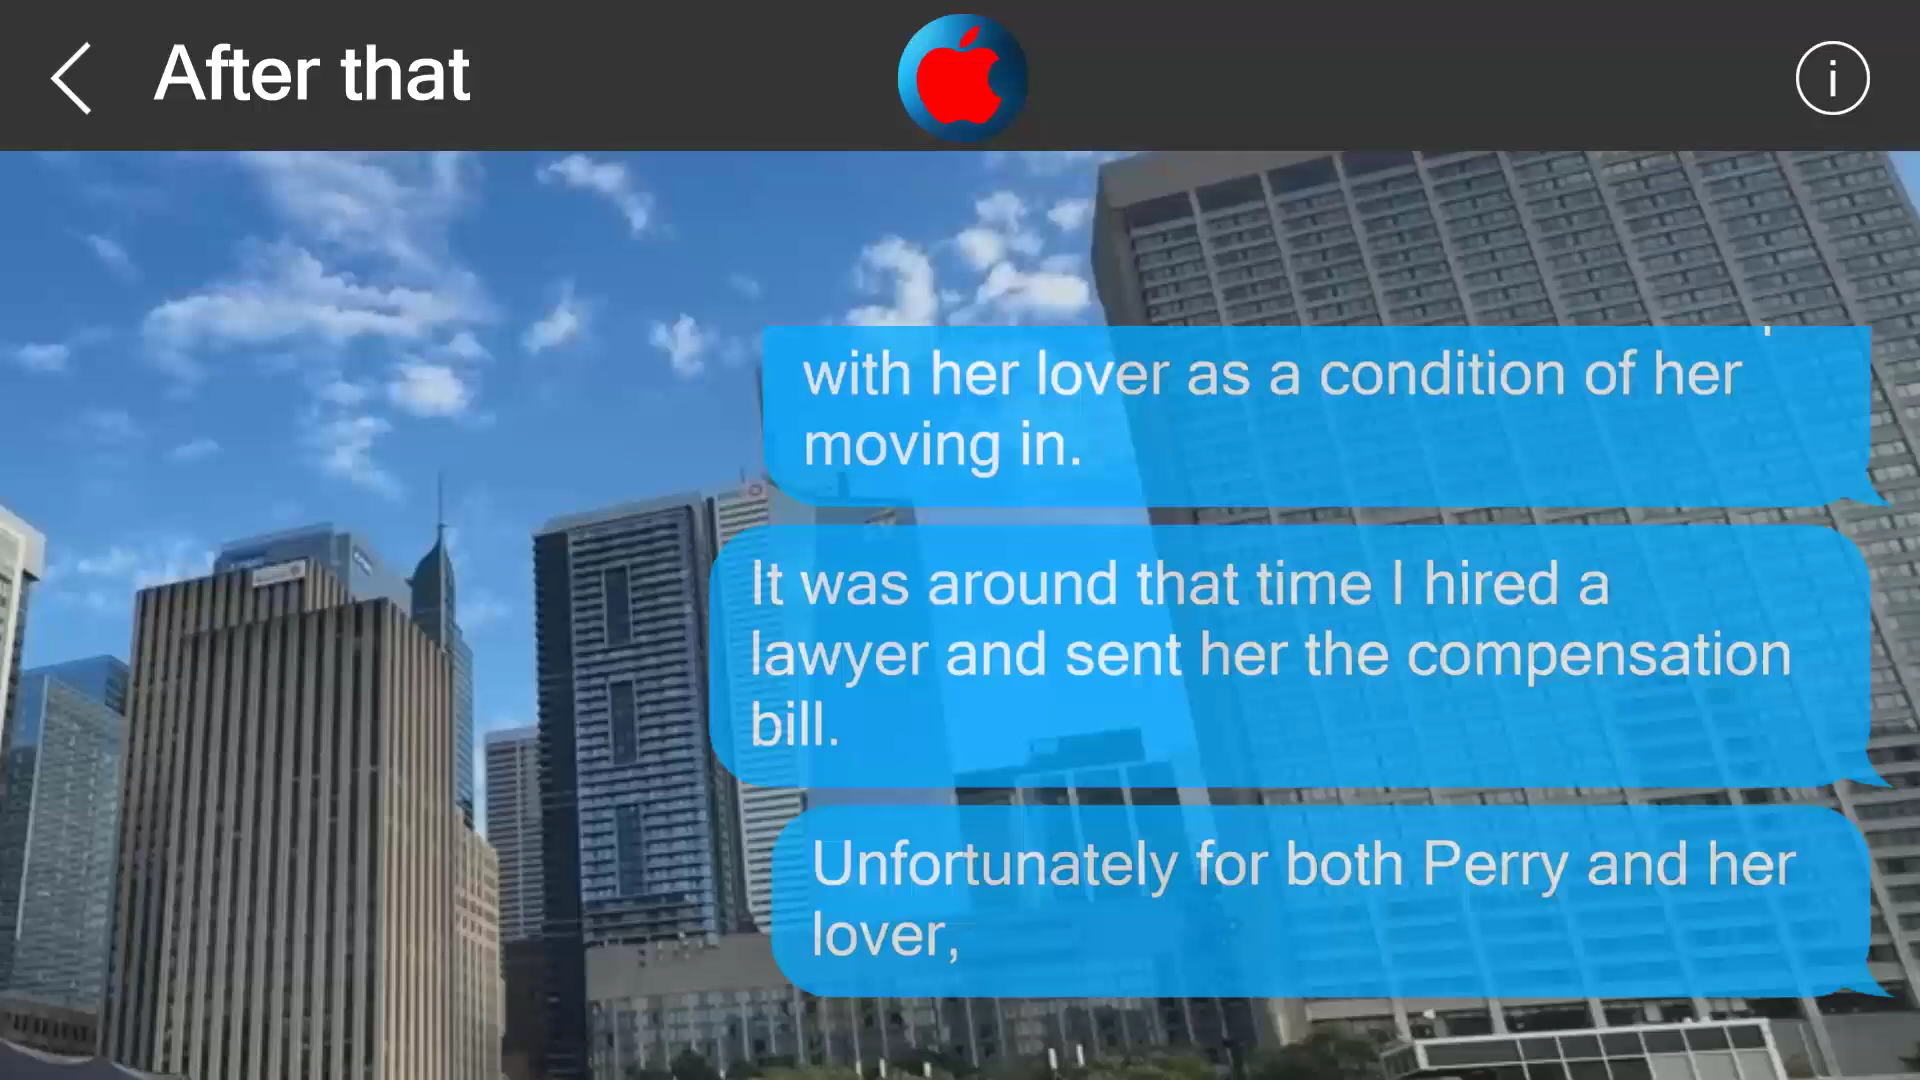 After that
with her lover as a condition of her
moving in.
It was around that time I hired a
lawyer and sent her the compensation
bill.
Unfortunately for both Perry and her
lover,